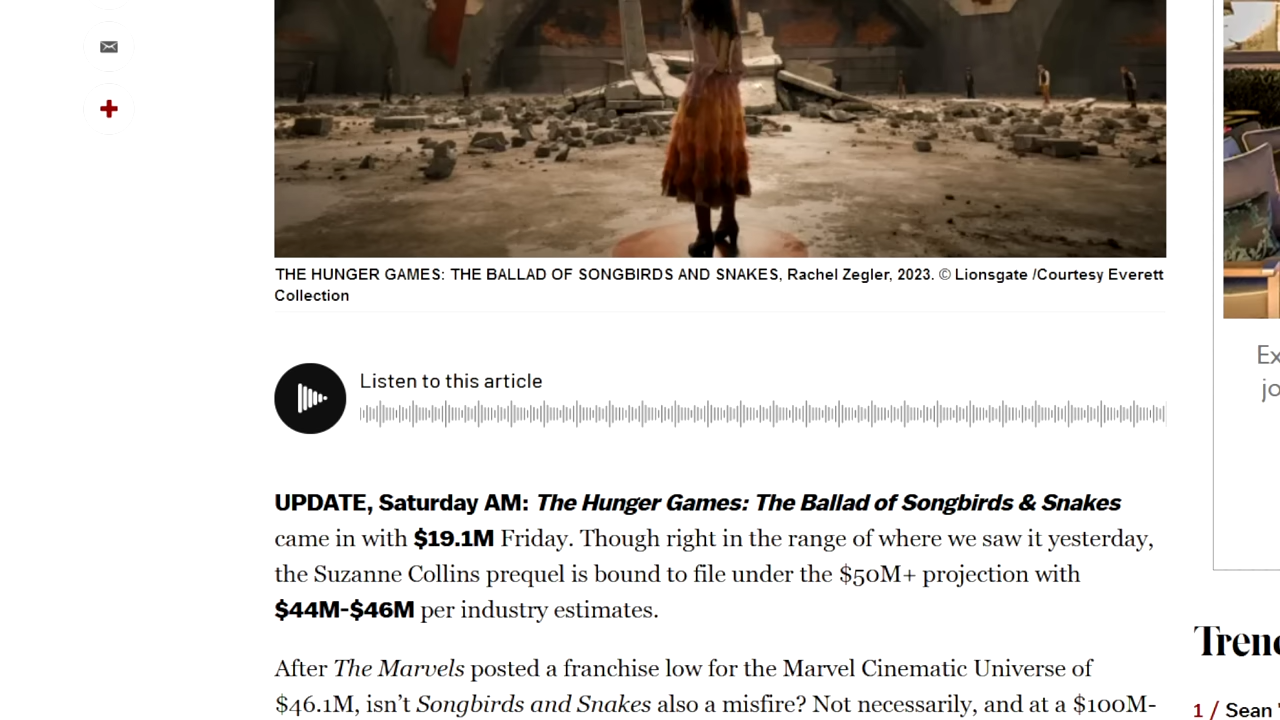 THE HUNGER GAMES: THE BALLAD OF SONGBIRDS AND SNAKES, Rachel Zegler, 2023. © Lionsgate /Courtesy Everett
Collection
Listen to this article
UPDATE, Saturday AM: The Hunger Games: The Ballad of Songbirds & Snakes
came in with $19.1M Friday. Though right in the range of where we saw it yesterday,
the Suzanne Collins prequel is bound to file under the $50M+ projection with
$44M-$46M per industry estimates.
After The Marvels posted a franchise low for the Marvel Cinematic Universe of
$46.1M, isn’t Songbirds and Snakes also a misfire? Not necessarily, and at a $100M-
Ex
jo
Tren
1 / Sean